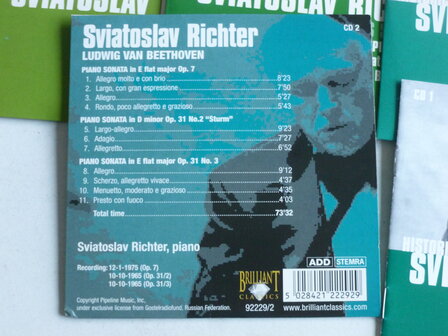 SVIATOSLAV
SVIATOSLAV
Sviatoslav Richter
CD 2
LUDWIG VAN BEETHOVEN
PIANO SONATA in E flat major Op. 7
1. Allegro molto e con brio 8'23
2. Largo, con gran espressione 7'50
3. Allegro 5'27
4. Rondo, poco allegretto e grazioso 5'43
PIANO SONATA in D minor Op. 31 No.2 "Sturm"
5. Largo-allegro 9'23
6. Adagio 7'27
7. Allegretto 6'52
PIANO SONATA in E flat major Op. 31 No. 3
8. Allegro 9'12
9. Scherzo, allegretto vivace 4'37
10. Menuetto, moderato e grazioso 4'35
11. Presto con fuoco 4'03
Total time 73'32
Sviatoslav Richter, piano
Recording: 12-1-1975 (Op. 7)
10-10-1965 (Op. 31/2)
10-10-1965 (Op. 31/3)
ADD STEMRA
BRILLIANT
CLASSICS
5 028421 222929
Copyright Pipeline Music, Inc.
under exclusive license from Gostelradiofund. Russian Federation.
92229/2
www.brilliantclassics.com
CD 1
HISTORIC
SVIA